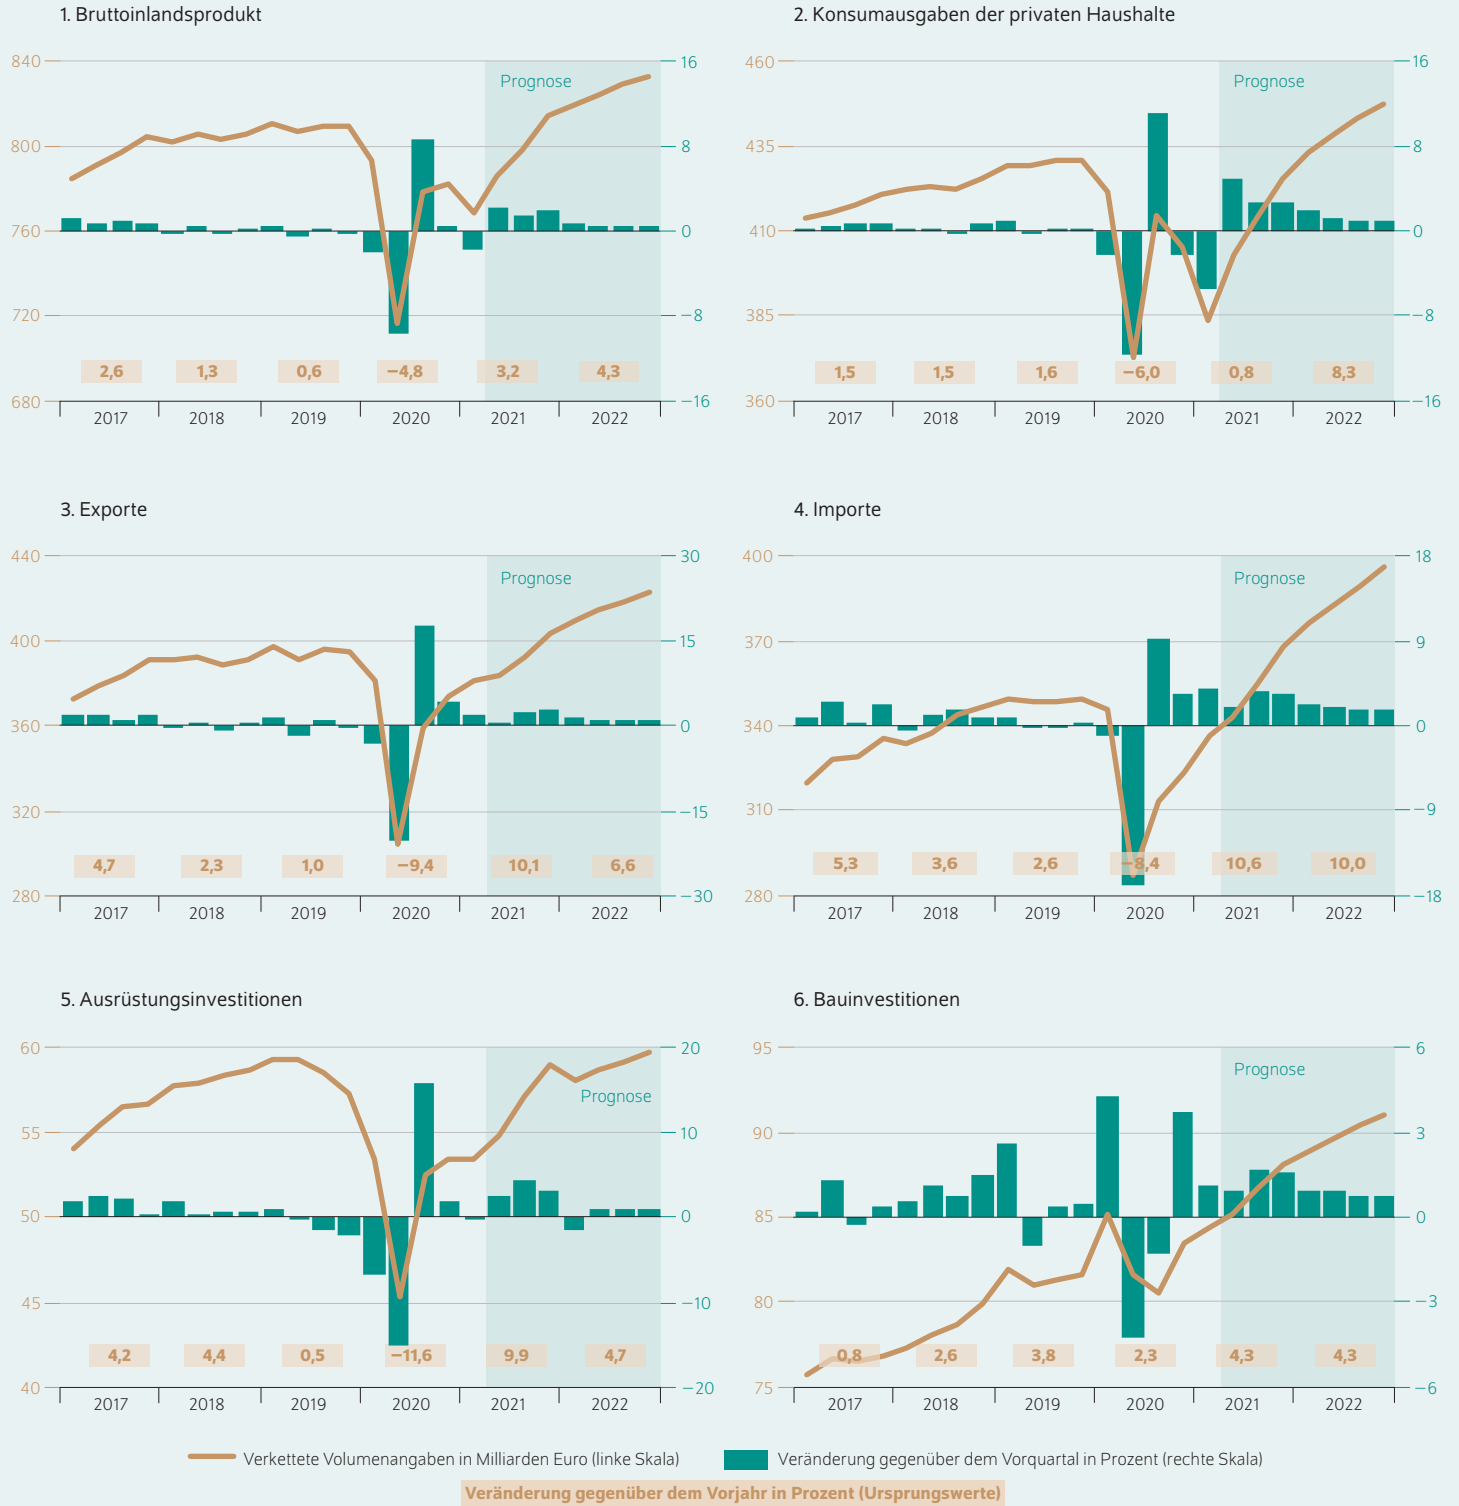 1. Bruttoinlandsprodukt
840
800
760
720
680
16
8
0
−8
−16
Prognose
2,6 1,3 0,6 −4,8 3,2 4,3
2017 2018 2019 2020 2021 2022
2. Konsumausgaben der privaten Haushalte
460
435
410
385
360
16
8
0
−8
−16
Prognose
1,5 1,5 1,6 −6,0 0,8 8,3
2017 2018 2019 2020 2021 2022
3. Exporte
440
400
360
320
280
30
15
0
−15
−30
Prognose
4,7 2,3 1,0 −9,4 10,1 6,6
2017 2018 2019 2020 2021 2022
4. Importe
400
370
340
310
280
18
9
0
−9
−18
Prognose
5,3 3,6 2,6 −8,4 10,6 10,0
2017 2018 2019 2020 2021 2022
5. Ausrüstungsinvestitionen
60
55
50
45
40
20
10
0
−10
−20
Prognose
4,2 4,4 0,5 −11,6 9,9 4,7
2017 2018 2019 2020 2021 2022
6. Bauinvestitionen
95
90
85
80
75
6
3
0
−3
−6
Prognose
0,8 2,6 3,8 2,3 4,3 4,3
2017 2018 2019 2020 2021 2022
Verkettete Volumenangaben in Milliarden Euro (linke Skala)
Veränderung gegenüber dem Vorquartal in Prozent (rechte Skala)
Veränderung gegenüber dem Vorjahr in Prozent (Ursprungswerte)